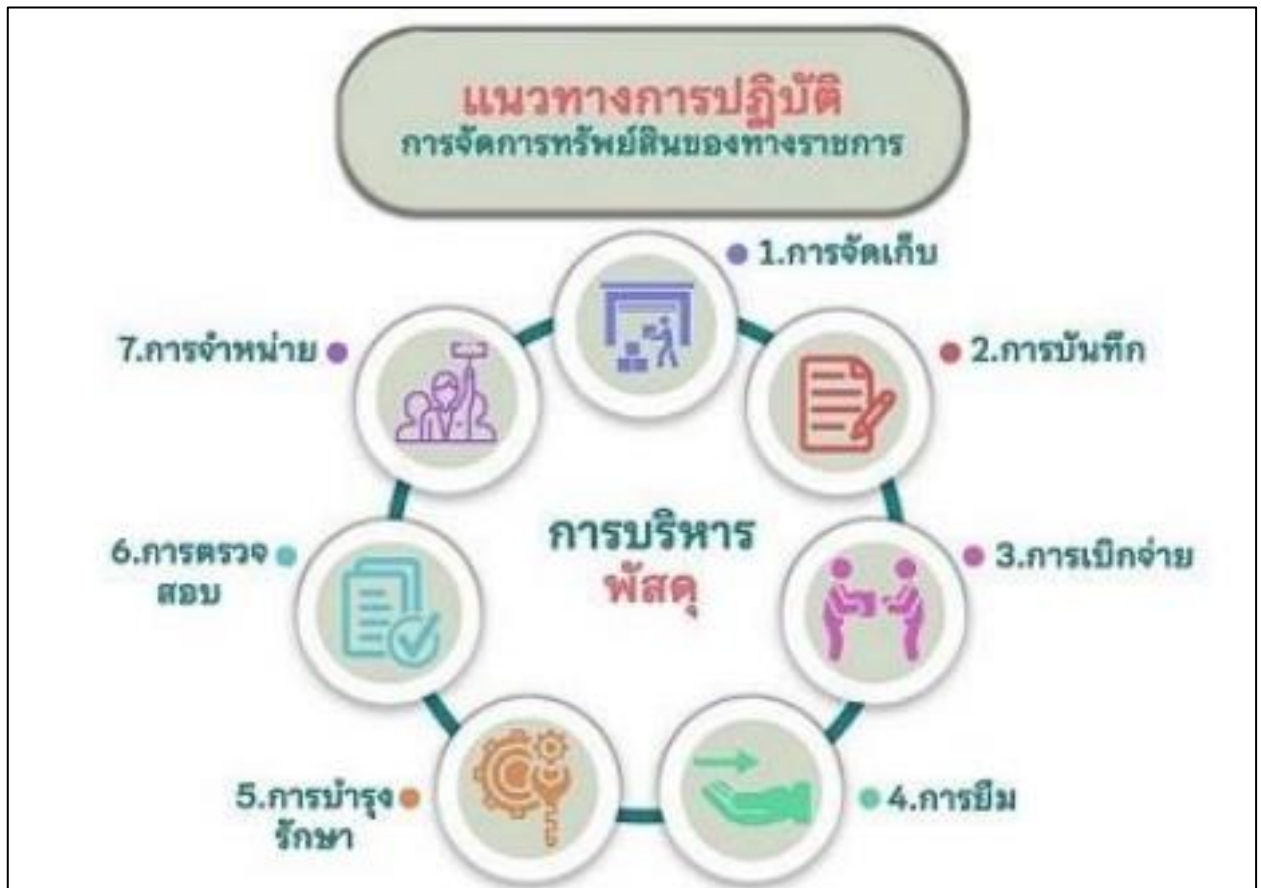 แนวทางการปฏิบัติ
การจัดการทรัพย์สินของทางราชการ
1.การจัดเก็บ
2.การบันทึก
3.การเบิกจ่าย
4.การยืม
5.การบำรุง
รักษา
6.การตรวจ
สอบ
7.การจำหน่าย
การบริหาร
พัสดุ